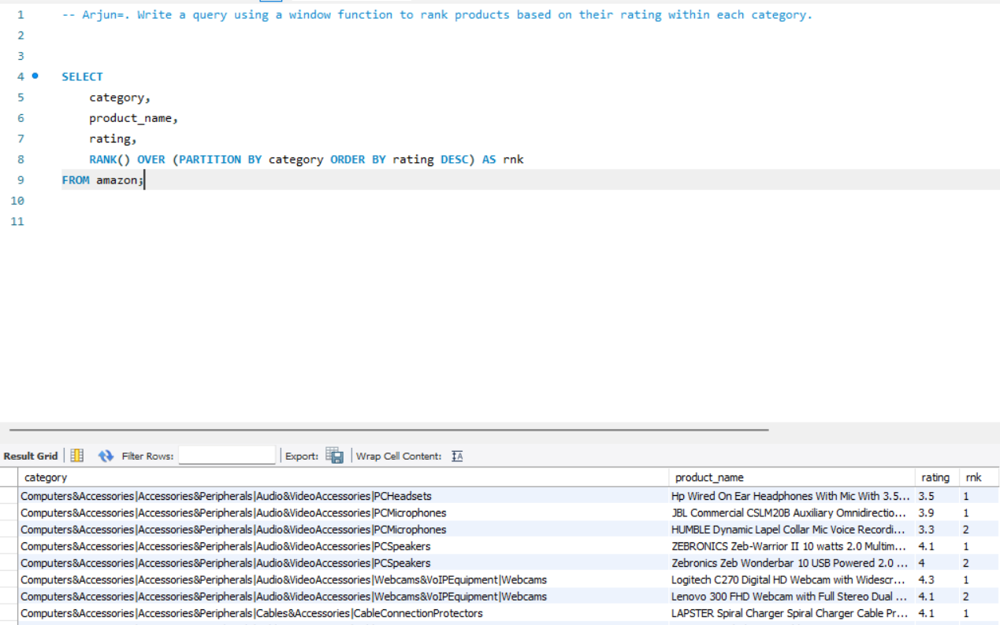 1 -- Arjun=. Write a query using a window function to rank products based on their rating within each category.
2
3
4 SELECT
5 category,
6 product_name,
7 rating,
8 RANK() OVER (PARTITION BY category ORDER BY rating DESC) AS rnk
9 FROM amazon;
10
11
Result Grid Filter Rows: Export: Wrap Cell Content: IA
category product_name rating rnk
Computers&Accessories|Accessories&Peripherals|Audio&VideoAccessories|PCHeadsets Hp Wired On Ear Headphones With Mic With 3.5... 3.5 1
Computers&Accessories|Accessories&Peripherals|Audio&VideoAccessories|PCMicrophones JBL Commercial CSLM20B Auxiliary Omnidirectio... 3.9 1
Computers&Accessories|Accessories&Peripherals|Audio&VideoAccessories|PCMicrophones HUMBLE Dynamic Lapel Collar Mic Voice Recordi... 3.3 2
Computers&Accessories|Accessories&Peripherals|Audio&VideoAccessories|PCSpeakers ZEBRONICS Zeb-Warrior II 10 watts 2.0 Multim... 4.1 1
Computers&Accessories|Accessories&Peripherals|Audio&VideoAccessories|PCSpeakers Zebronics Zeb Wonderbar 10 USB Powered 2.0 ... 4 2
Computers&Accessories|Accessories&Peripherals|Audio&VideoAccessories|Webcams&VoIPEquipment|Webcams Logitech C270 Digital HD Webcam with Widescr... 4.3 1
Computers&Accessories|Accessories&Peripherals|Audio&VideoAccessories|Webcams&VoIPEquipment|Webcams Lenovo 300 FHD Webcam with Full Stereo Dual ... 4.1 2
Computers&Accessories|Accessories&Peripherals|Cables&Accessories|CableConnectionProtectors LAPSTER Spiral Charger Spiral Charger Cable Pr... 4.1 1